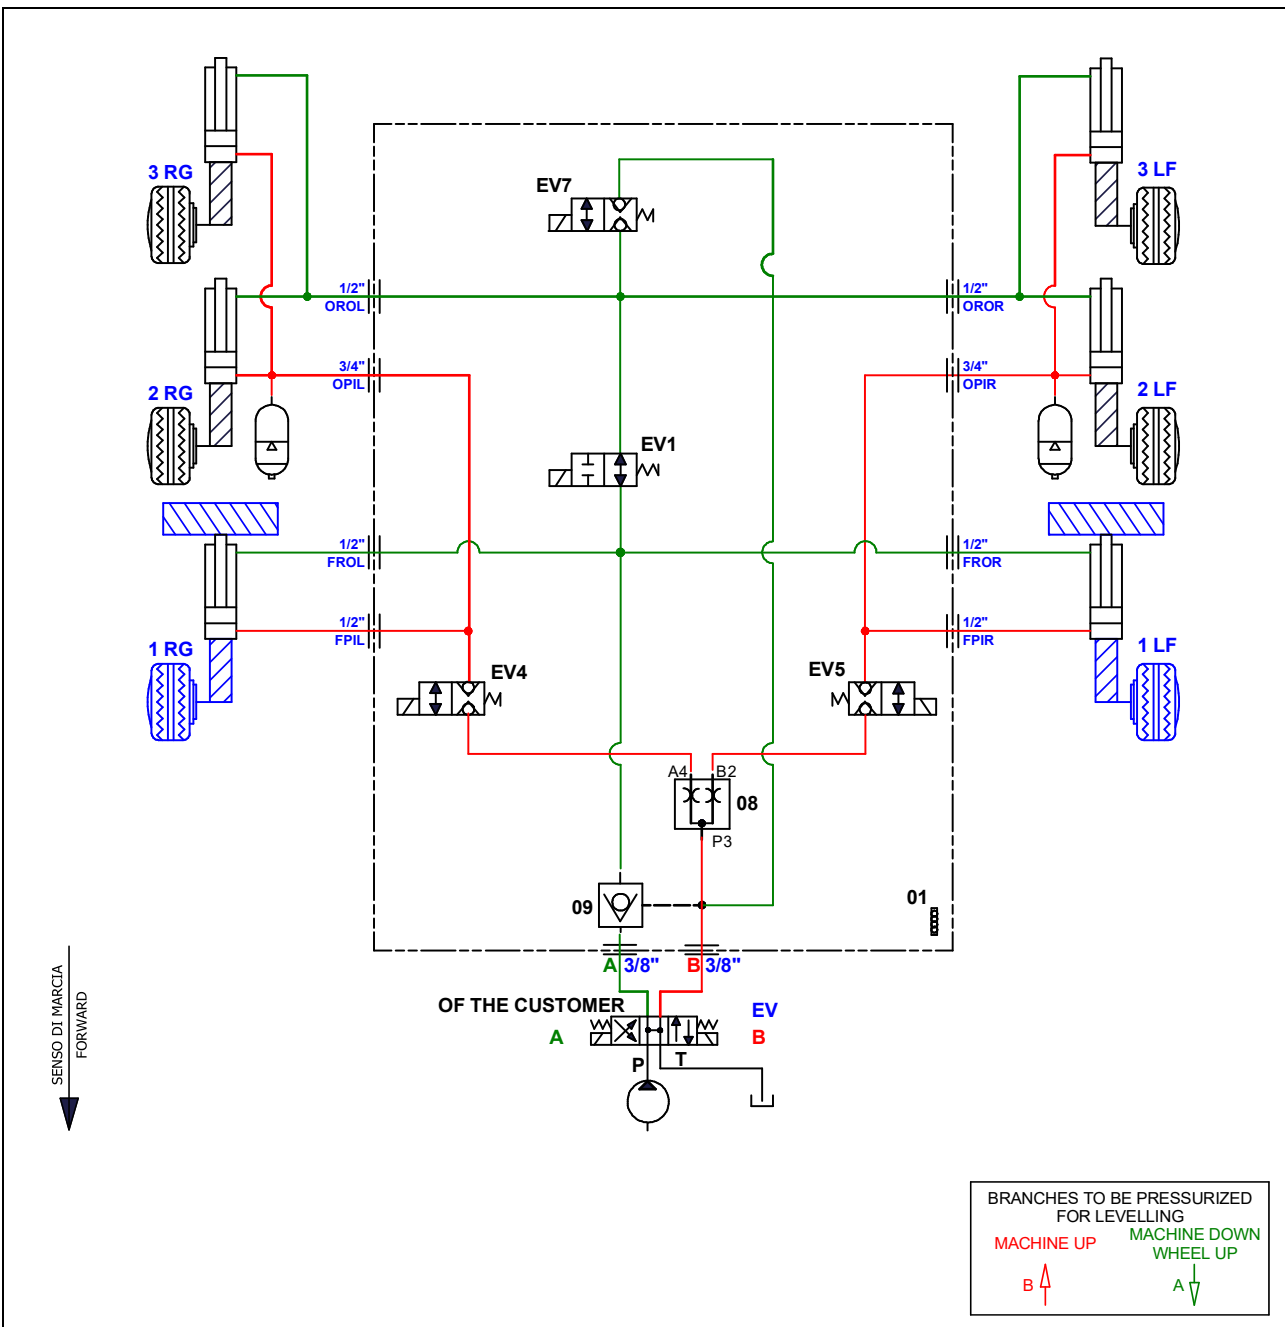 3 RG
3 LF
EV7
1/2"
OROL
1/2"
OROR
3/4"
OPIL
3/4"
OPIR
2 RG
2 LF
EV1
1/2"
FROL
1/2"
FROR
1/2"
FPIL
1/2"
FPIR
1 RG
1 LF
EV4
EV5
A4
B2
08
P3
09
01
A 3/8"
B 3/8"
OF THE CUSTOMER
EV
A
B
P
T
SENSO DI MARCIA
FORWARD
BRANCHES TO BE PRESSURIZED
FOR LEVELLING
MACHINE UP
MACHINE DOWN
WHEEL UP
B
A